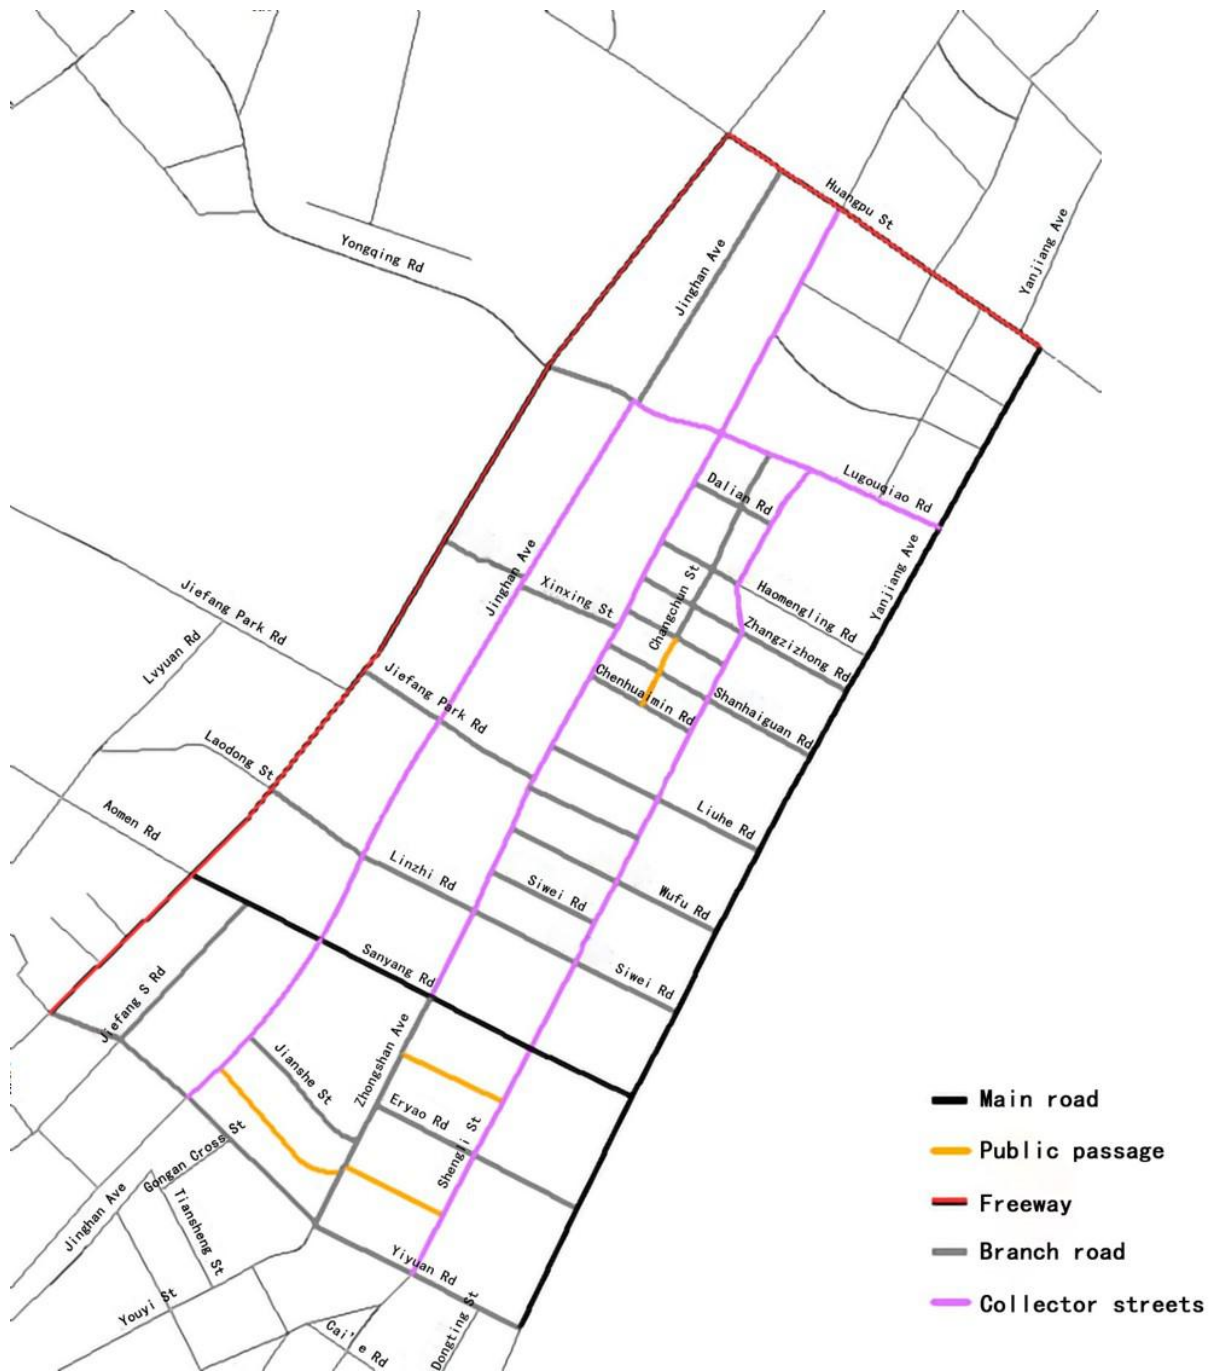 Huangpu St
Yanjiang Ave
Yongqing Rd
Jinghan Ave
Lugouqiao Rd
Dalian Rd
Yanjiang Ave
Jinghan Ave
Xinxing St
Changchun St
Haomengling Rd
Zhangzizhong Rd
Jiefang Park Rd
Lvyuan Rd
Jiefang Park Rd
Chenhuaimin Rd
Shanhaiguan Rd
Laodong St
Aomen Rd
Liuhe Rd
Linzhi Rd
Siwei Rd
Wufu Rd
Sanyang Rd
Siwei Rd
Jiefang S Rd
Zhongshan Ave
Jianshe St
Eryao Rd
Shengli St
Gongan Cross St
Tiansheng St
Jinghan Ave
Yiyuan Rd
Youyi St
Cai'e Rd
Dongting St
Main road
Public passage
Freeway
Branch road
Collector streets